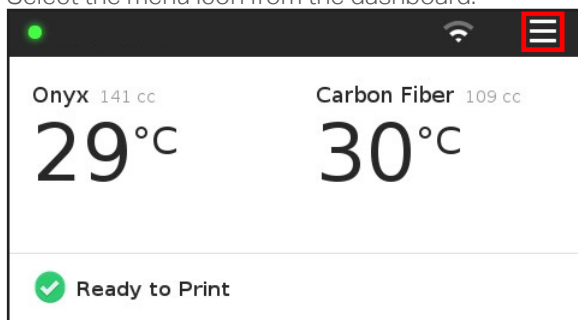 Select the menu icon from the dashboard.
Onyx 141 cc
29°C
Carbon Fiber 109 cc
30°C
Ready to Print